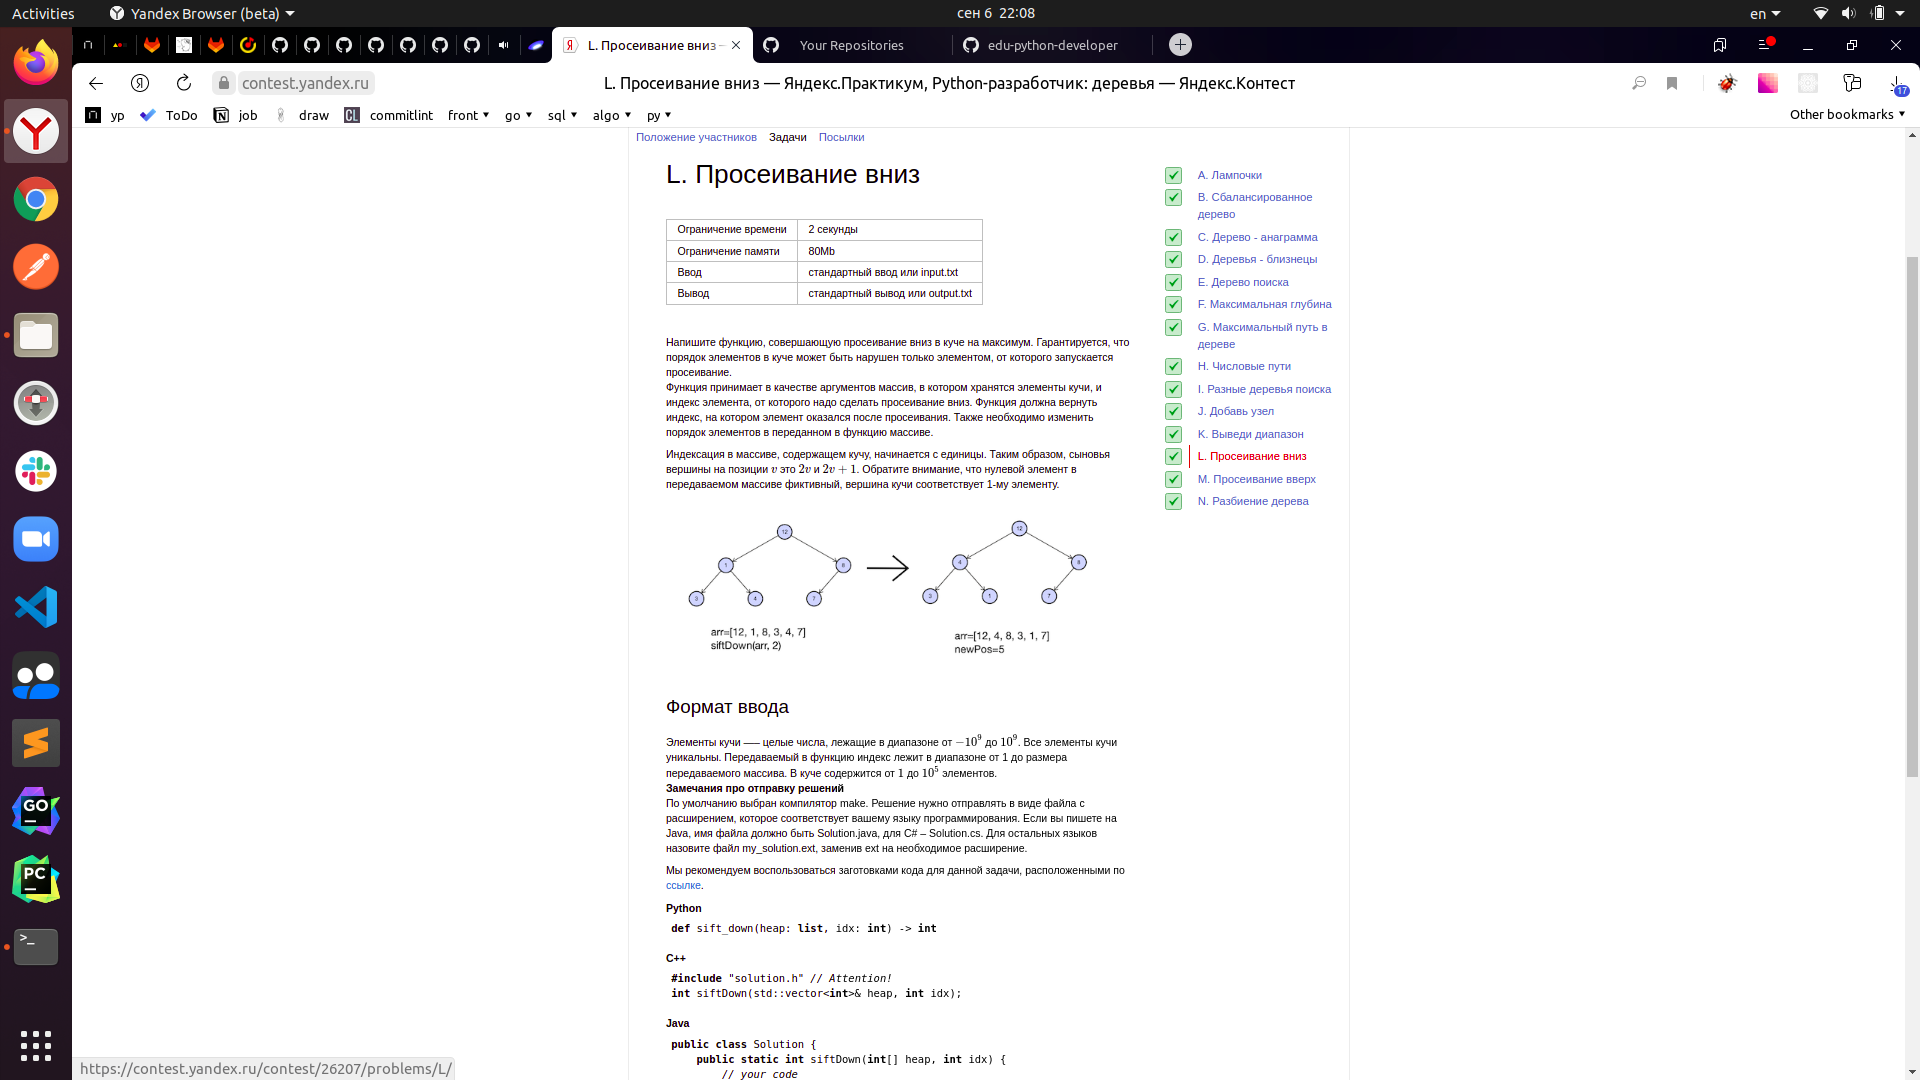 Activities
Yandex Browser (beta)
сен 6 22:08
en
L. Просеивание вниз
Your Repositories
edu-python-developer
contest.yandex.ru
L. Просеивание вниз — Яндекс.Практикум, Python-разработчик: деревья — Яндекс.Контест
17
yp
ToDo
job
draw
CL
commitlint
front
go
sql
algo
py
Other bookmarks
Положение участников
Задачи
Посылки
L. Просеивание вниз
Ограничение времени
2 секунды
Ограничение памяти
80Mb
Ввод
стандартный ввод или input.txt
Вывод
стандартный вывод или output.txt
Напишите функцию, совершающую просеивание вниз в куче на максимум. Гарантируется, что
порядок элементов в куче может быть нарушен только элементом, от которого запускается
просеивание.
Функция принимает в качестве аргументов массив, в котором хранятся элементы кучи, и
индекс элемента, от которого надо сделать просеивание вниз. Функция должна вернуть
индекс, на котором элемент оказался после просеивания. Также необходимо изменить
порядок элементов в переданном в функцию массиве.
Индексация в массиве, содержащем кучу, начинается с единицы. Таким образом, сыновья
вершины на позиции v это 2v и 2v + 1. Обратите внимание, что нулевой элемент в
передаваемом массиве фиктивный, вершина кучи соответствует 1-му элементу.
12
1
8
3
4
7
arr=[12, 1, 8, 3, 4, 7]
siftDown(arr, 2)
12
4
8
3
1
7
arr=[12, 4, 8, 3, 1, 7]
newPos=5
Формат ввода
Элементы кучи —– целые числа, лежащие в диапазоне от −10⁹ до 10⁹. Все элементы кучи
уникальны. Передаваемый в функцию индекс лежит в диапазоне от 1 до размера
передаваемого массива. В куче содержится от 1 до 10⁵ элементов.
Замечания про отправку решений
По умолчанию выбран компилятор make. Решение нужно отправлять в виде файла с
расширением, которое соответствует вашему языку программирования. Если вы пишете на
Java, имя файла должно быть Solution.java, для C# – Solution.cs. Для остальных языков
назовите файл my_solution.ext, заменив ext на необходимое расширение.
Мы рекомендуем воспользоваться заготовками кода для данной задачи, расположенными по
ссылке.
Python
def sift_down(heap: list, idx: int) -> int
C++
#include "solution.h" // Attention!
int siftDown(std::vector<int>& heap, int idx);
Java
public class Solution {
public static int siftDown(int[] heap, int idx) {
// your code
A. Лампочки
B. Сбалансированное
дерево
C. Дерево - анаграмма
D. Деревья - близнецы
E. Дерево поиска
F. Максимальная глубина
G. Максимальный путь в
дереве
H. Числовые пути
I. Разные деревья поиска
J. Добавь узел
K. Выведи диапазон
L. Просеивание вниз
M. Просеивание вверх
N. Разбиение дерева
GO
PC
https://contest.yandex.ru/contest/26207/problems/L/